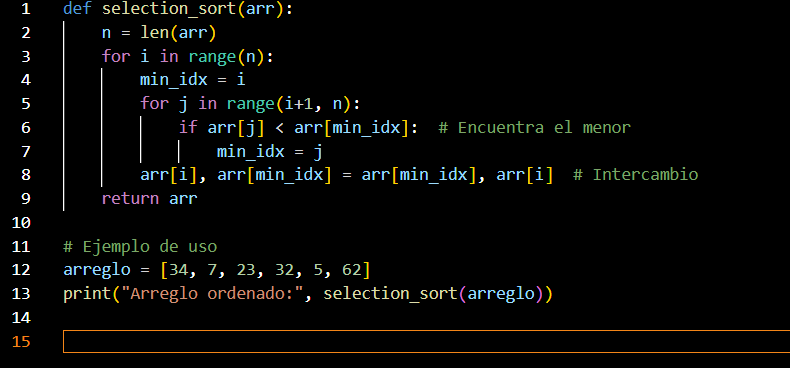 1 def selection_sort(arr):
2     n = len(arr)
3     for i in range(n):
4         min_idx = i
5         for j in range(i+1, n):
6             if arr[j] < arr[min_idx]:  # Encuentra el menor
7                 min_idx = j
8         arr[i], arr[min_idx] = arr[min_idx], arr[i]  # Intercambio
9     return arr
10
11 # Ejemplo de uso
12 arreglo = [34, 7, 23, 32, 5, 62]
13 print("Arreglo ordenado:", selection_sort(arreglo))
14
15